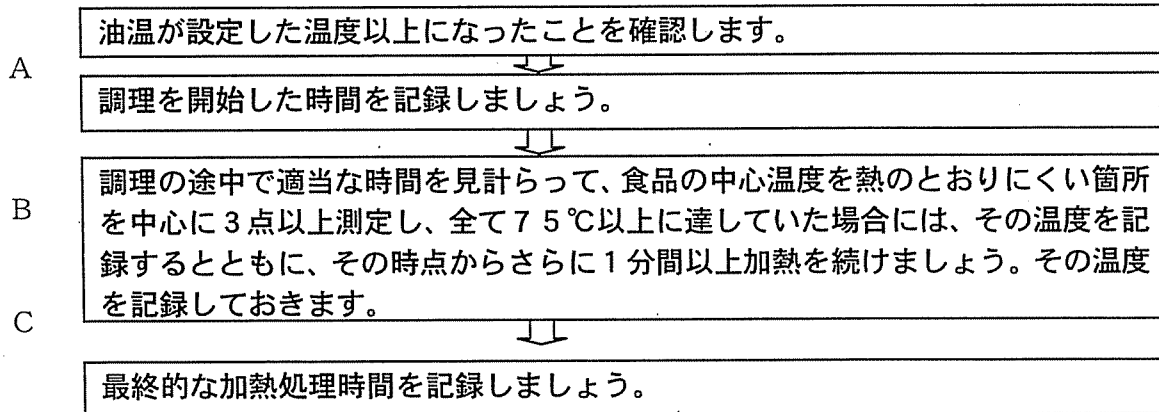 油温が設定した温度以上になったことを確認します。
A
調理を開始した時間を記録しましょう。
調理の途中で適当な時間を見計らって、食品の中心温度を熱のとおりにくい箇所
B
を中心に3点以上測定し、全て75℃以上に達していた場合には、その温度を記
録するとともに、その時点からさらに1分間以上加熱を続けましょう。その温度
を記録しておきます。
C
最終的な加熱処理時間を記録しましょう。